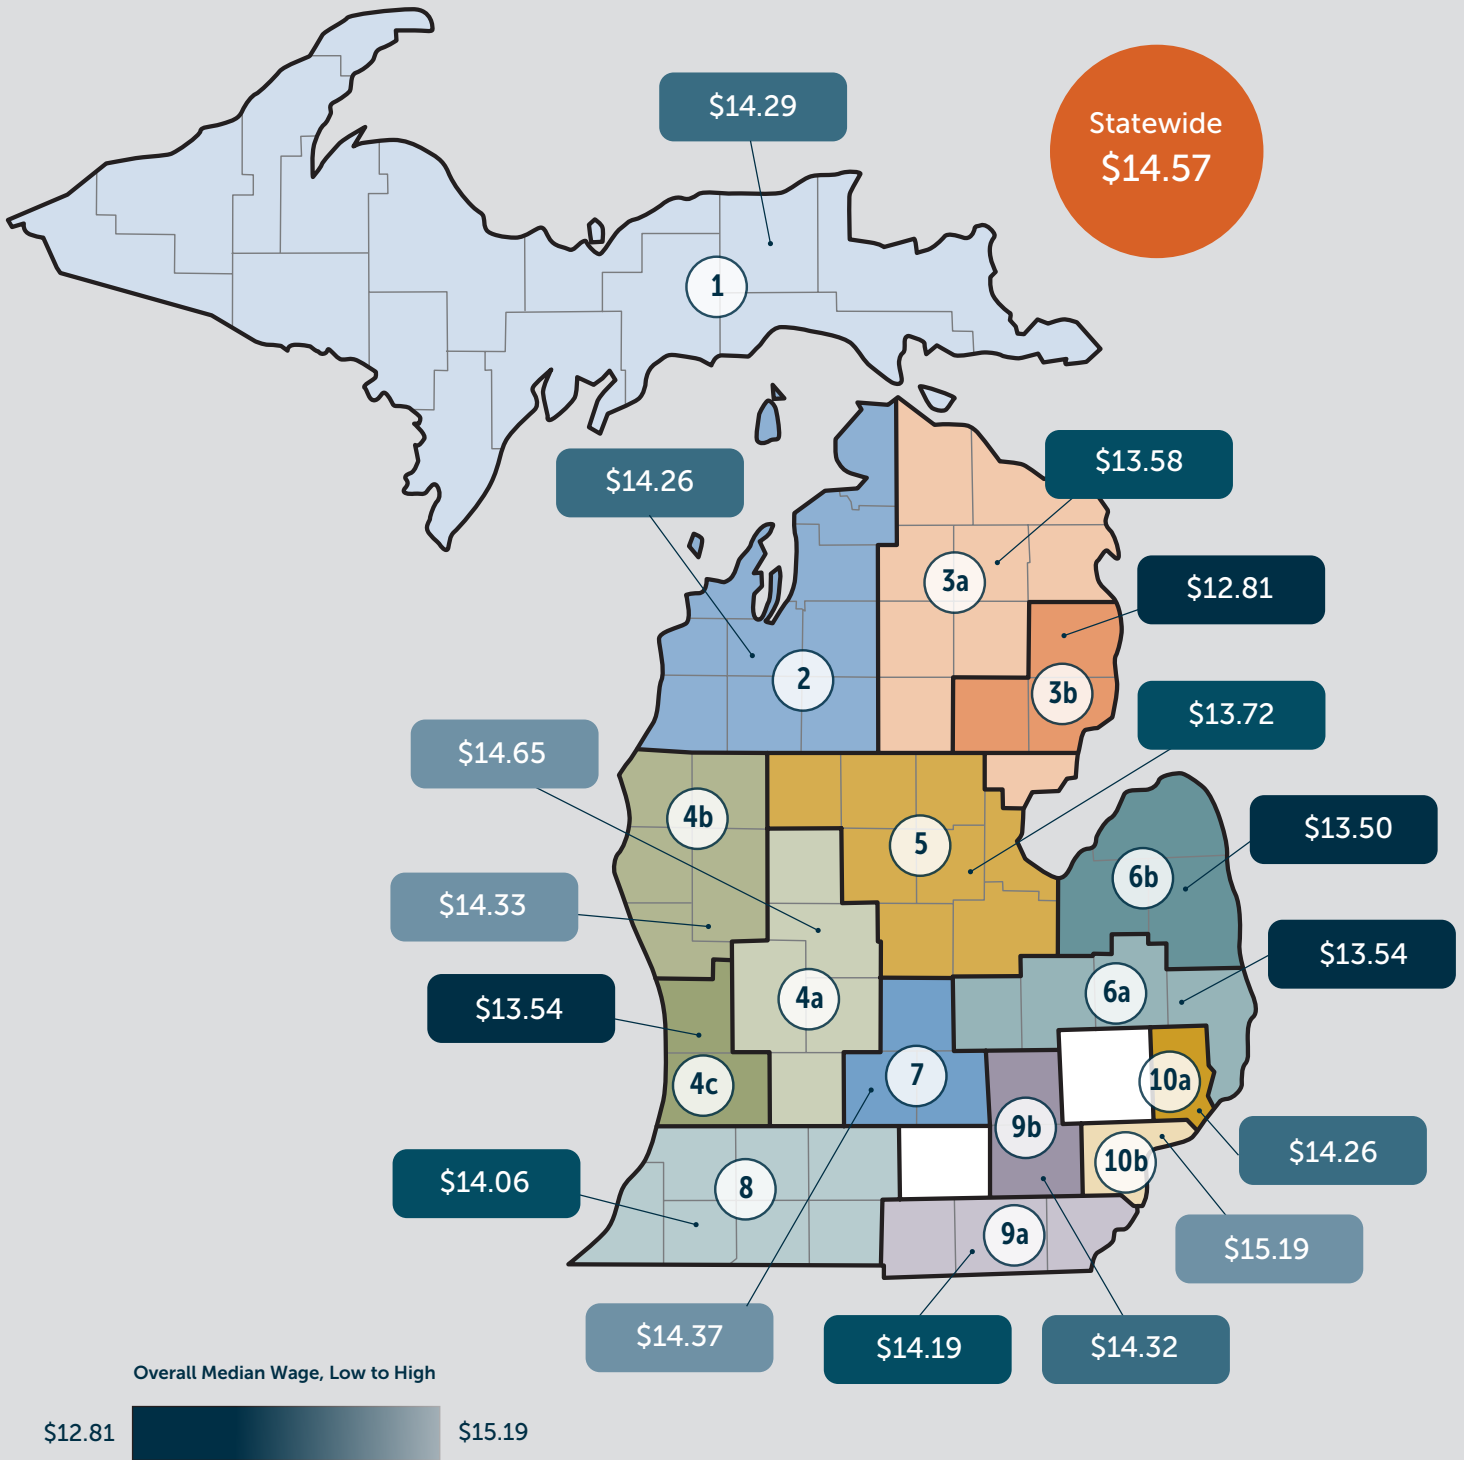 $14.29
Statewide
$14.57
1
$13.58
$14.26
3a
$12.81
2
3b
$13.72
$14.65
4b
5
$13.50
6b
$14.33
$13.54
4a
6a
$13.54
7
10a
4c
9b
$14.26
10b
$14.06
8
9a
$15.19
$14.37
$14.19
$14.32
Overall Median Wage, Low to High
$12.81
$15.19